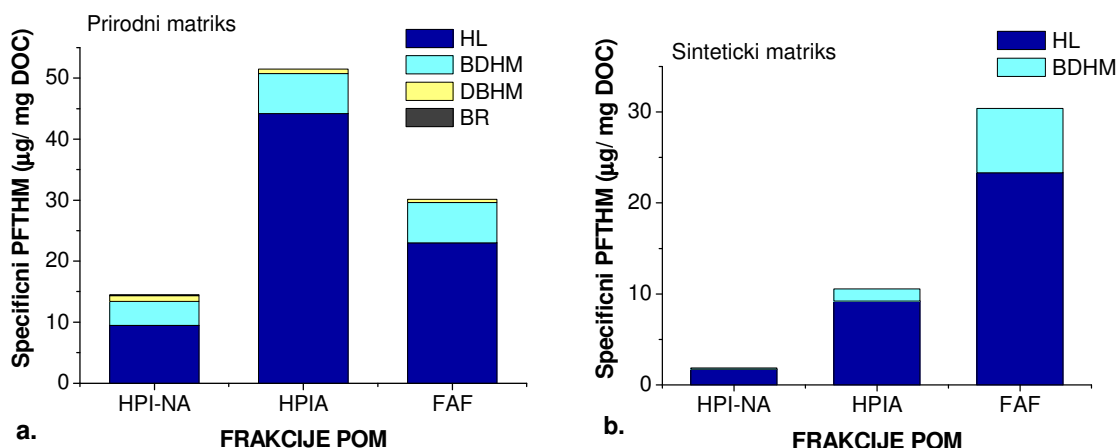 Prirodni matriks
HL
BDHM
DBHM
BR
Specificni PFTHM (µg/ mg DOC)
50
40
30
20
10
0
HPI-NA HPIA FAF
a. FRAKCIJE POM
Sinteticki matriks
HL
BDHM
Specificni PFTHM (µg/ mg DOC)
30
20
10
0
HPI-NA HPIA FAF
b. FRAKCIJE POM